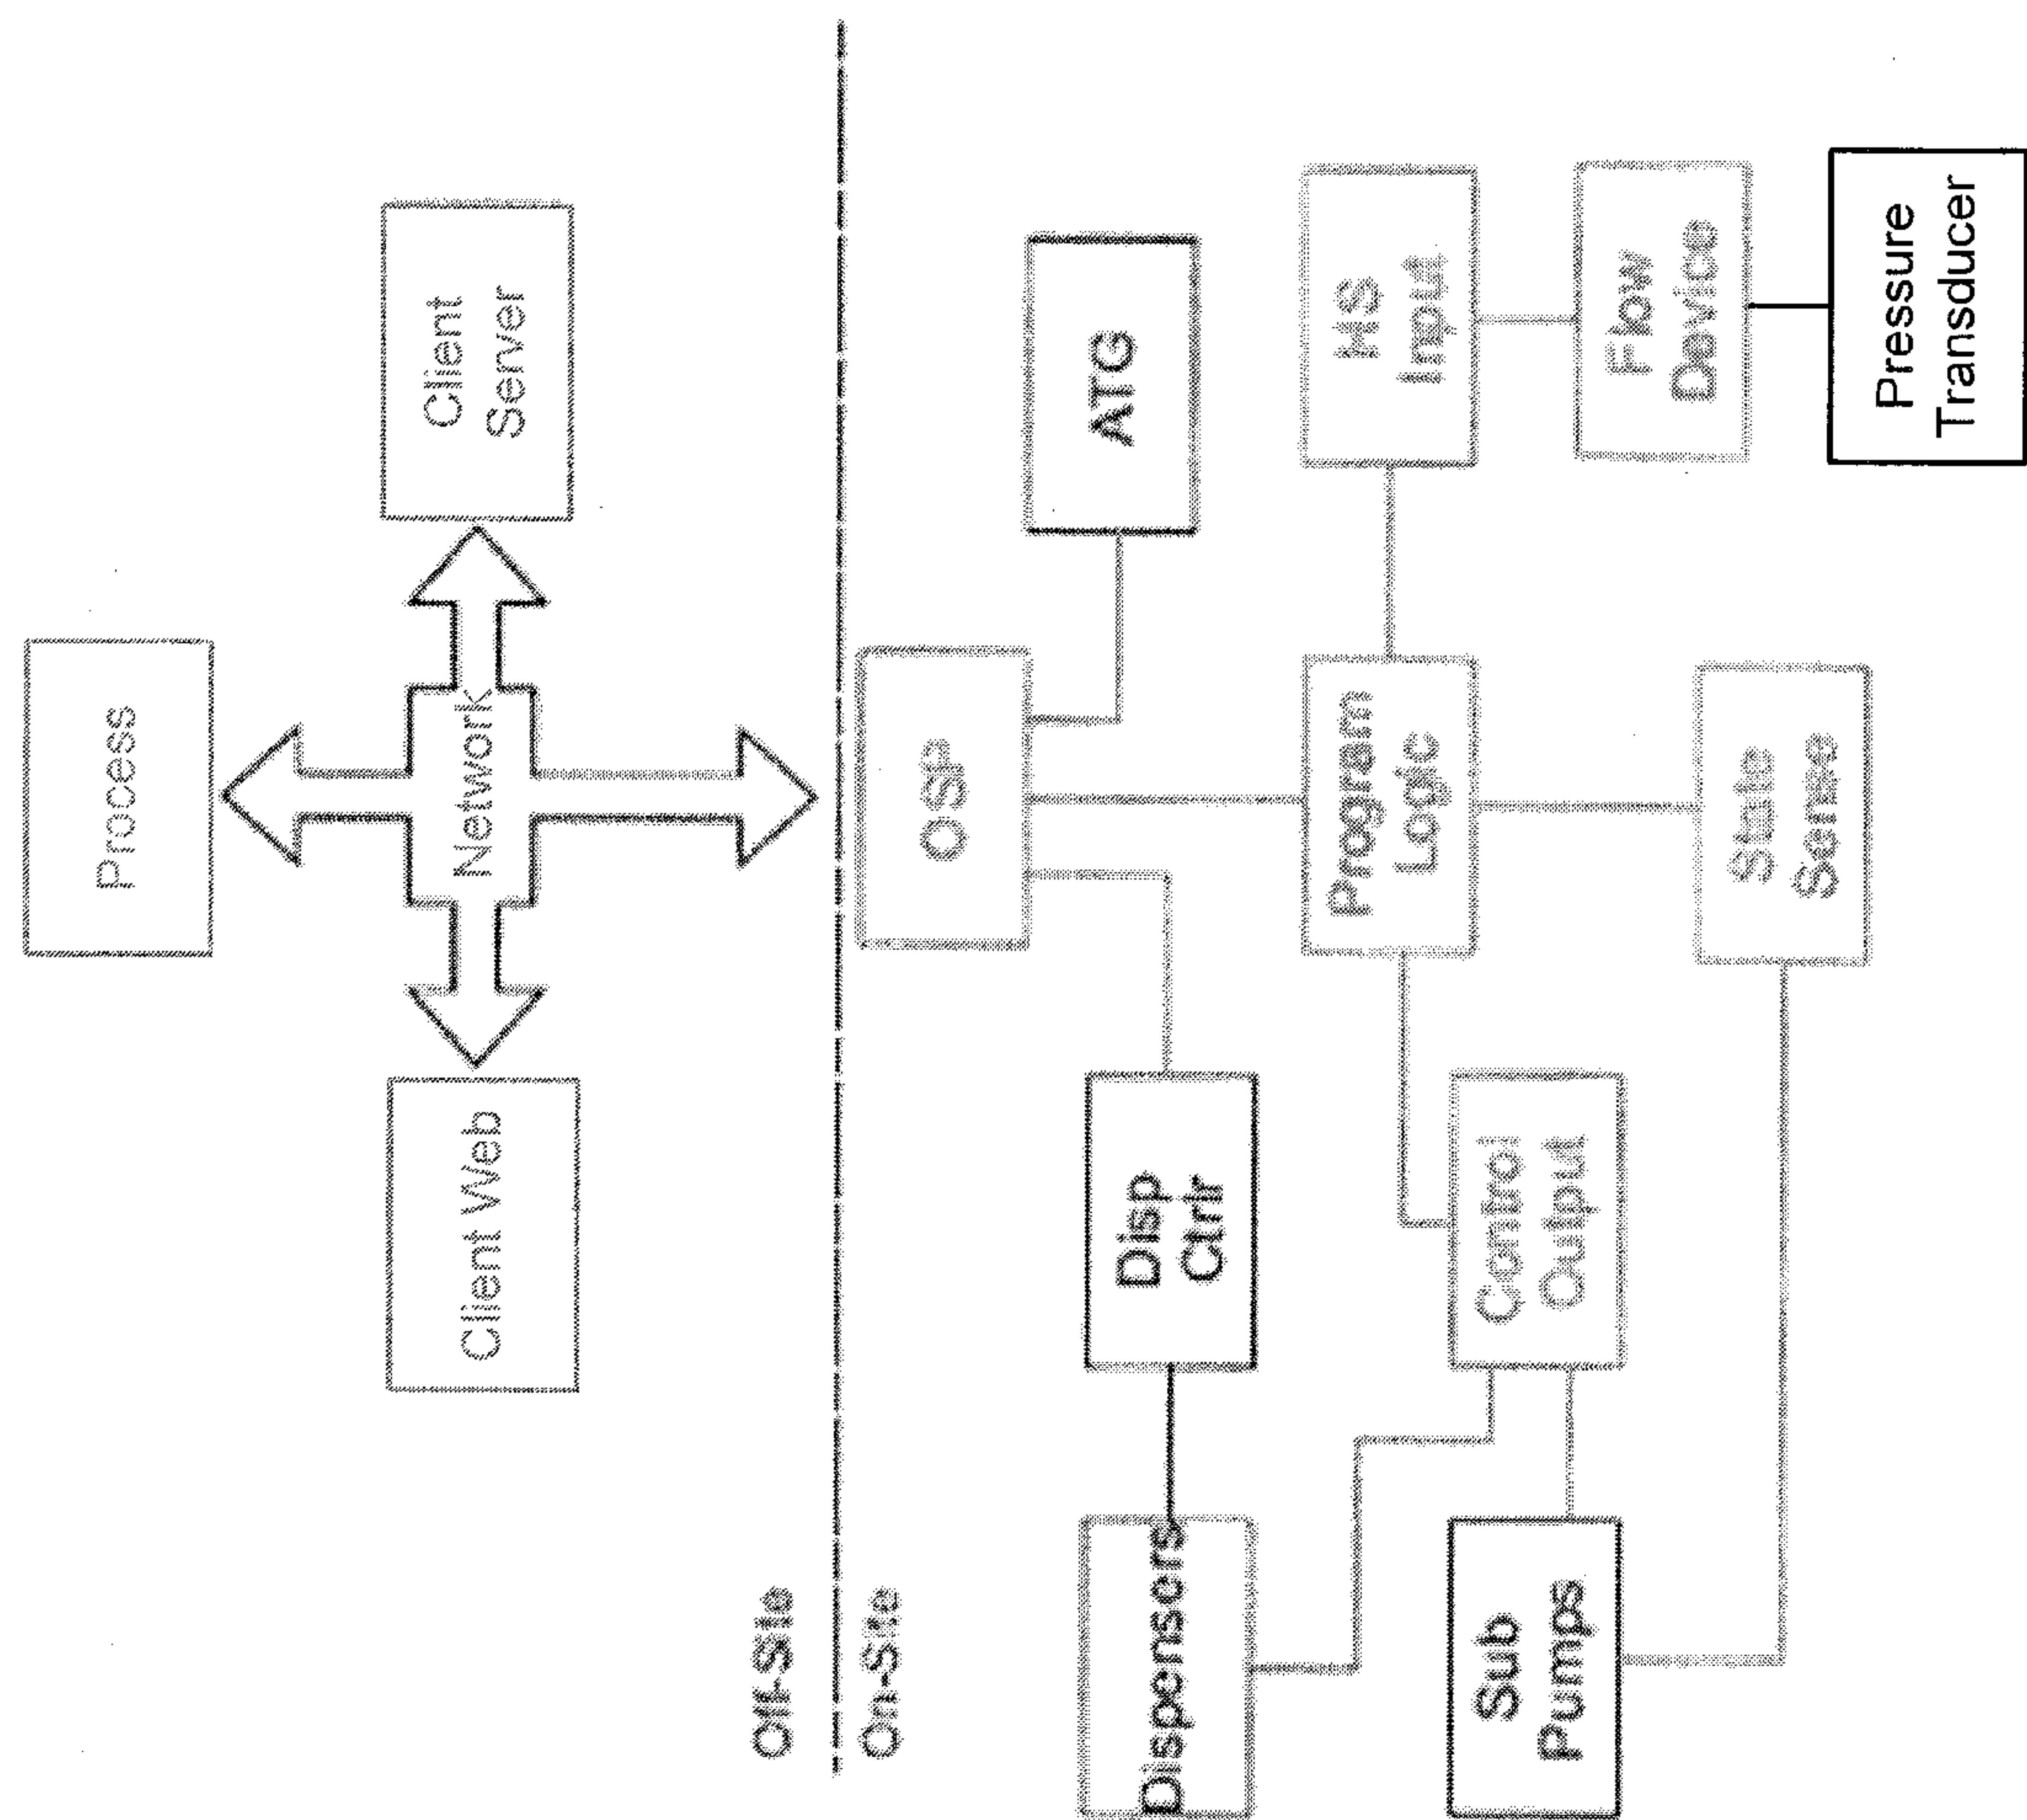 Process
Client Web
Network
Client
Server
Off-Site
On-Site
OSP
ATG
Disp
Ctrlr
Dispensers
Program
Logic
HS
Input
Control
Output
Sub
Pumps
State
Sense
Flow
Device
Pressure
Transducer